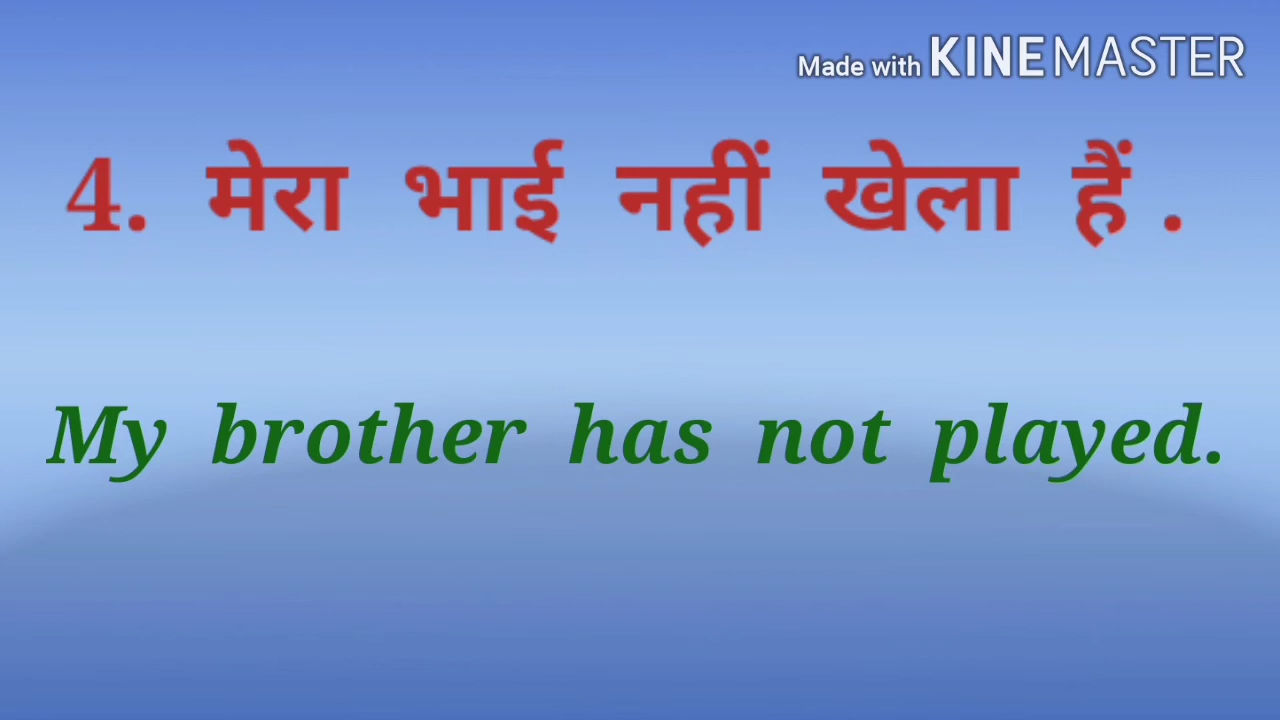 Made with KINEMASTER
4. मेरा भाई नहीं खेला हैं .
My brother has not played.